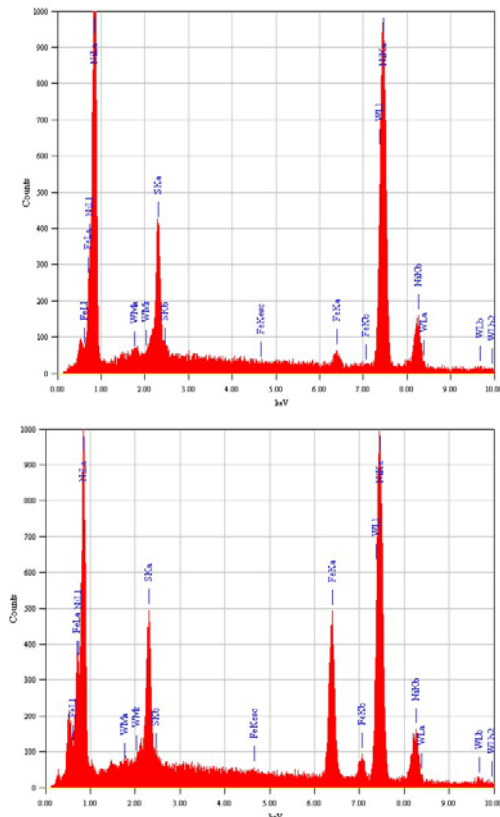 1000
900
800
700
600
500
400
300
200
100
0
Counts
NiLa
NiLl
FeLa
FeLl
WMa
WMr
SKa
SKb
FeKesc
FeKa
FeKb
WLl
NiKa
NiKb
WLa
WLb
WLb2
0.00 1.00 2.00 3.00 4.00 5.00 6.00 7.00 8.00 9.00 10.00
keV
1000
900
800
700
600
500
400
300
200
100
0
Counts
NiLa
FeLa NiLl
FeLl
WMa
WMr
SKa
SKb
FeKesc
FeKa
FeKb
WLl
NiKa
NiKb
WLa
WLb
WLb2
0.00 1.00 2.00 3.00 4.00 5.00 6.00 7.00 8.00 9.00 10.00
keV